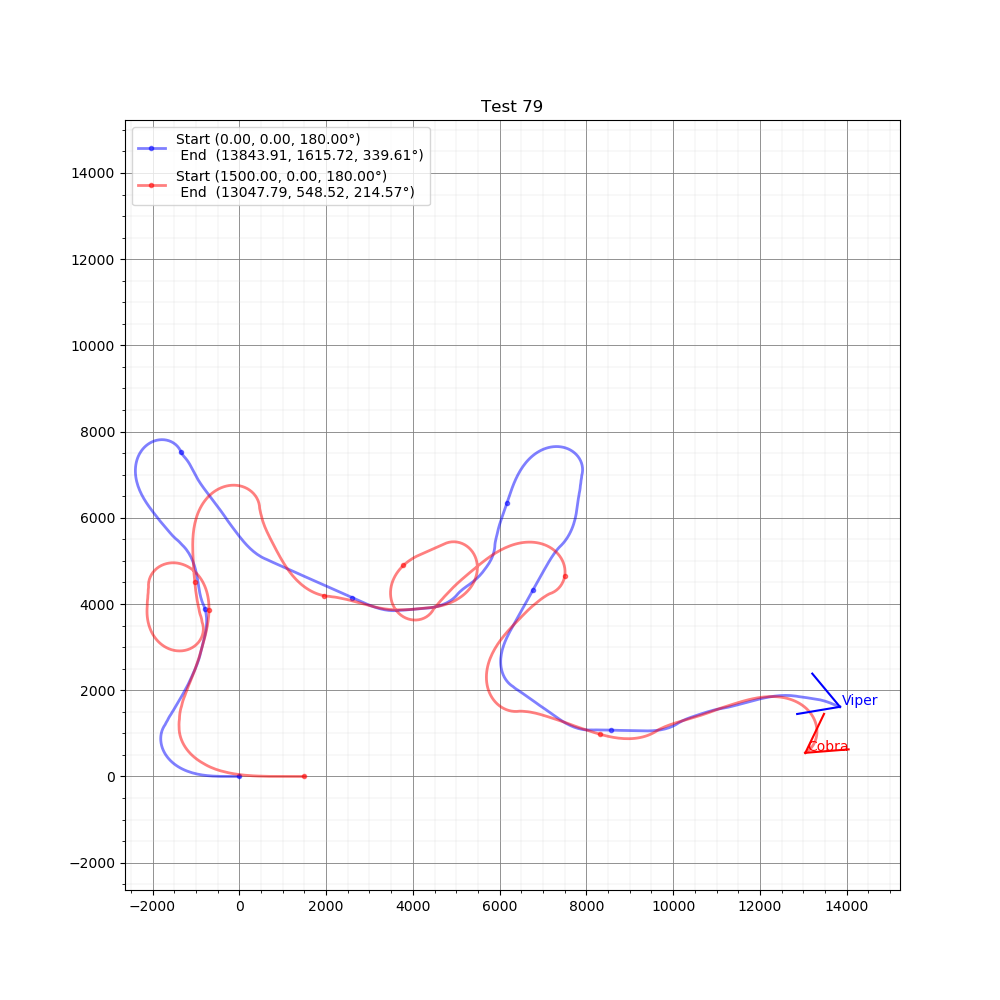 Test 79
Start (0.00, 0.00, 180.00°)
End  (13843.91, 1615.72, 339.61°)
Start (1500.00, 0.00, 180.00°)
End  (13047.79, 548.52, 214.57°)
14000
12000
10000
8000
6000
4000
2000
0
−2000
Viper
Cobra
−2000 0 2000 4000 6000 8000 10000 12000 14000